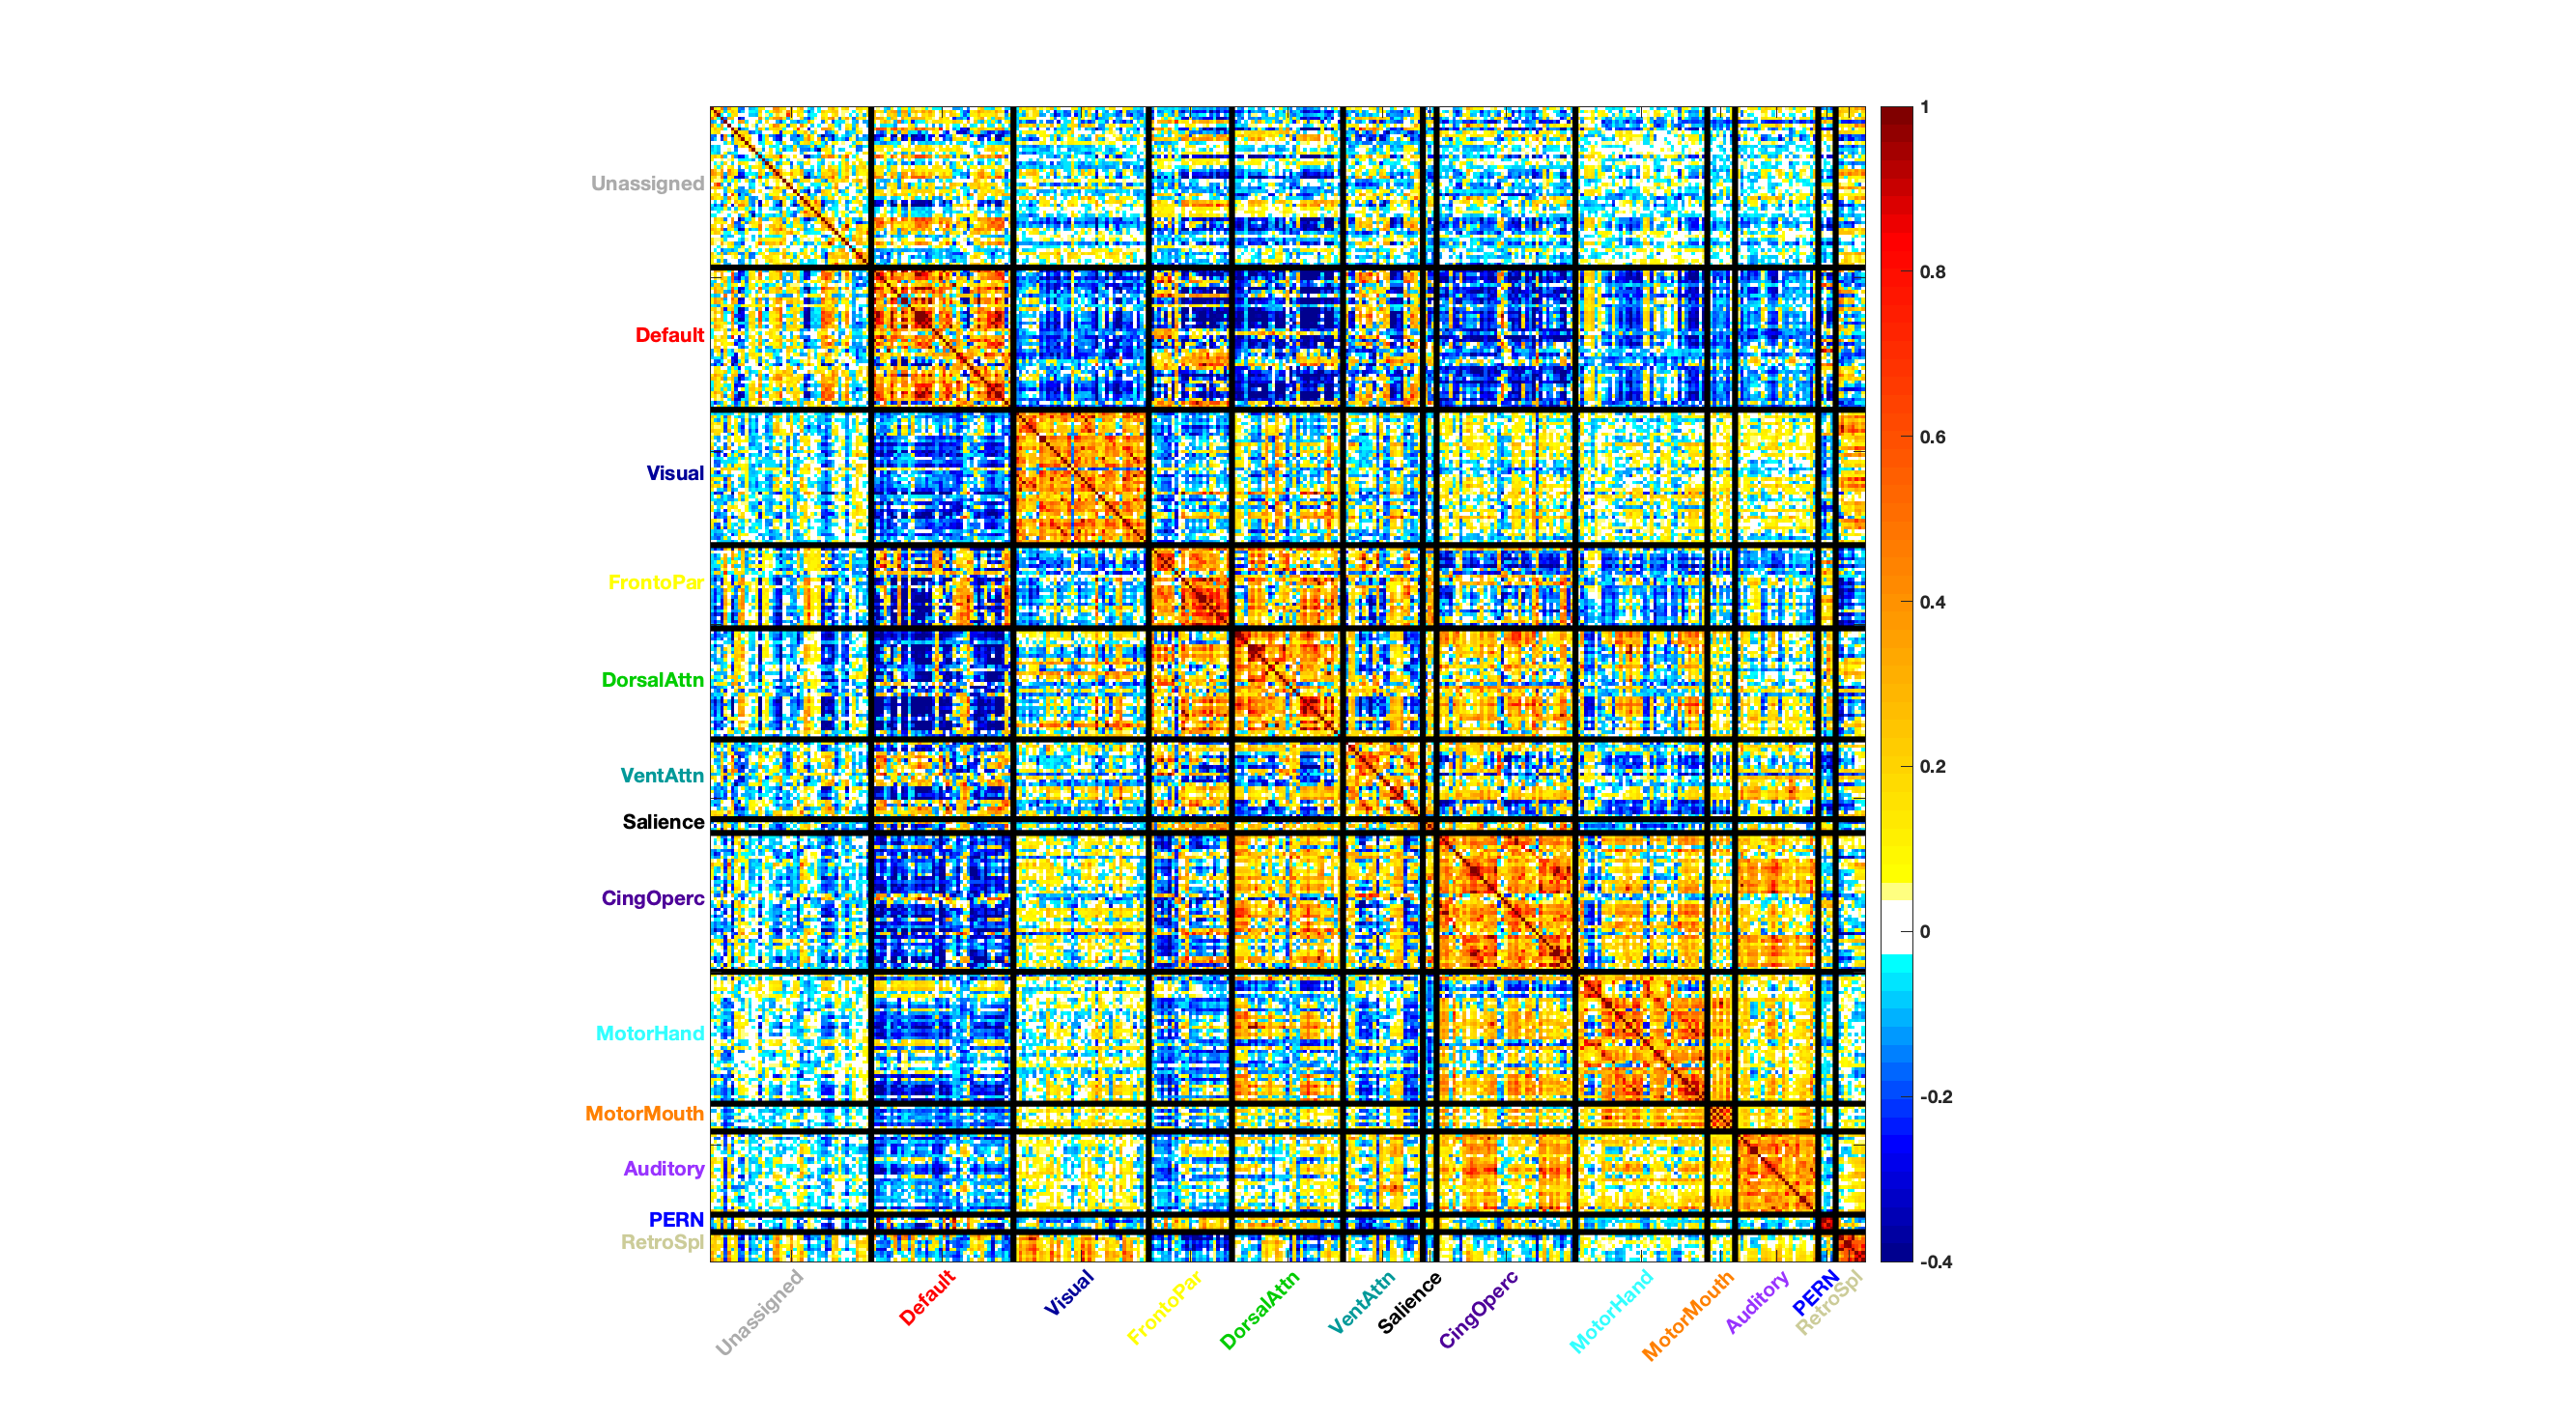 Unassigned
Default
Visual
FrontoPar
DorsalAttn
VentAttn
Salience
CingOperc
MotorHand
MotorMouth
Auditory
PERN
RetroSpl
Unassigned
Default
Visual
FrontoPar
DorsalAttn
VentAttn
Salience
CingOperc
MotorHand
MotorMouth
Auditory
PERN
RetroSpl
1
0.8
0.6
0.4
0.2
0
-0.2
-0.4